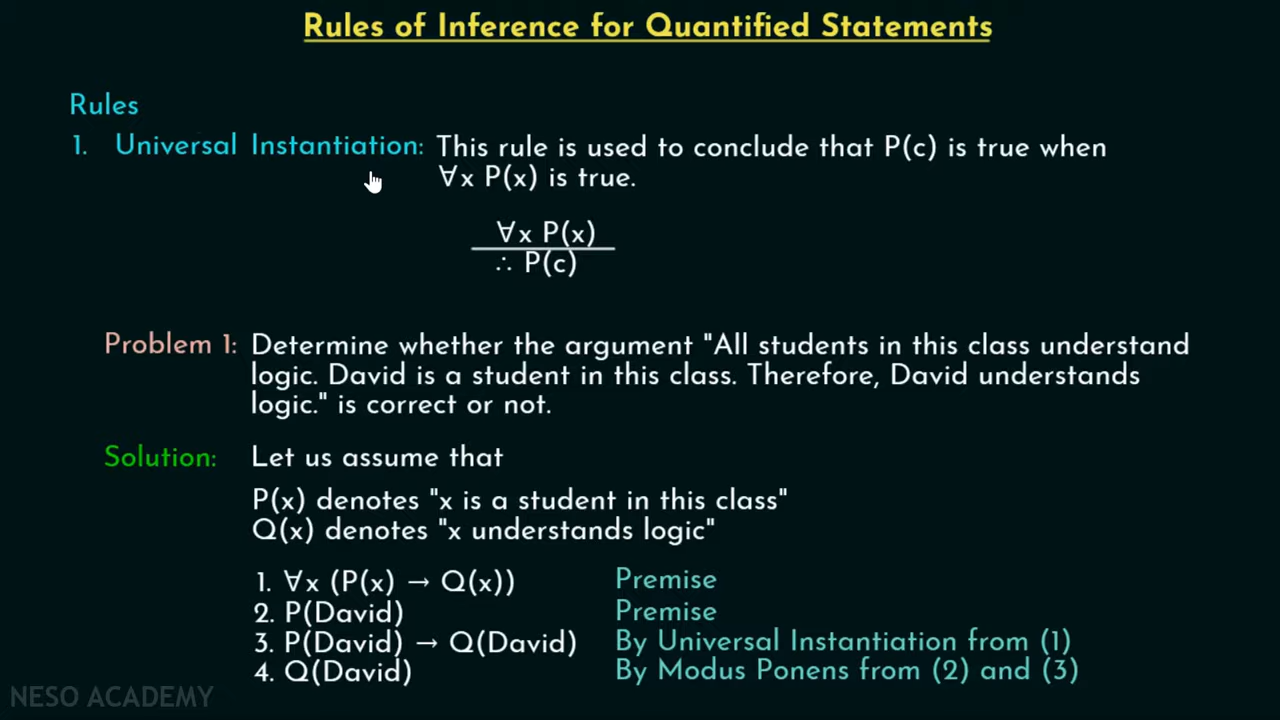 Rules of Inference for Quantified Statements
Rules
1. Universal Instantiation: This rule is used to conclude that P(c) is true when
∀x P(x) is true.
∀x P(x)
∴ P(c)
Problem 1: Determine whether the argument "All students in this class understand
logic. David is a student in this class. Therefore, David understands
logic." is correct or not.
Solution: Let us assume that
P(x) denotes "x is a student in this class"
Q(x) denotes "x understands logic"
1. ∀x (P(x) → Q(x)) Premise
2. P(David) Premise
3. P(David) → Q(David) By Universal Instantiation from (1)
4. Q(David) By Modus Ponens from (2) and (3)
NESO ACADEMY